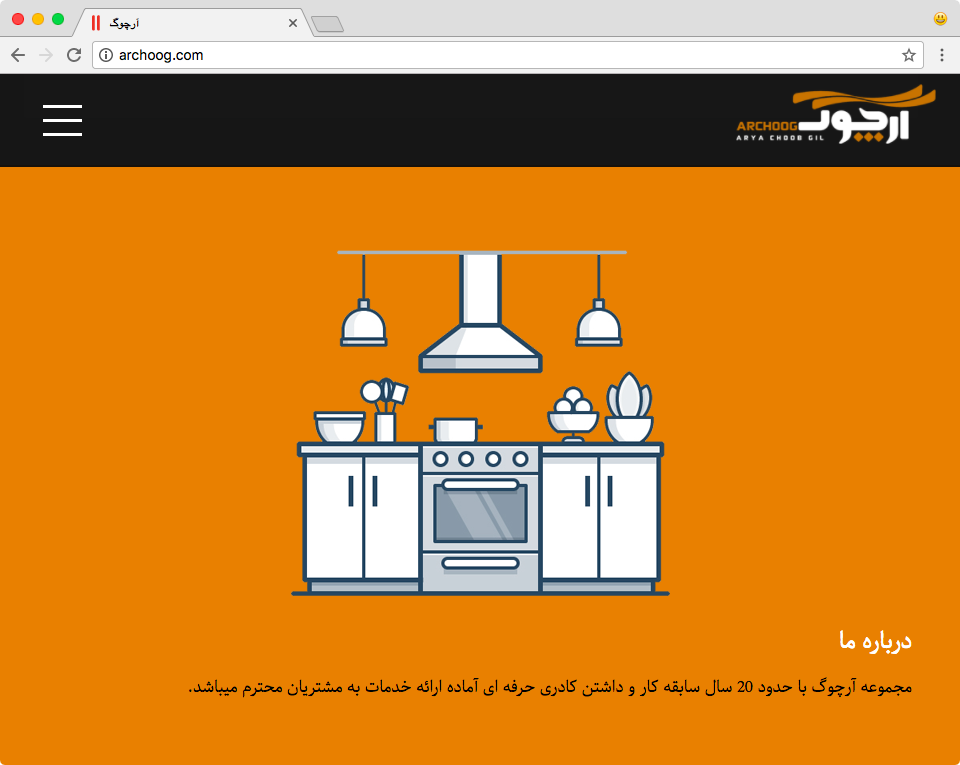 آرچوگ
archoog.com
ARCHOOG
آرچوگ
ARYA CHOOB GIL
درباره ما
مجموعه آرچوگ با حدود 20 سال سابقه کار و داشتن کادری حرفه ای آماده ارائه خدمات به مشتریان محترم میباشد.